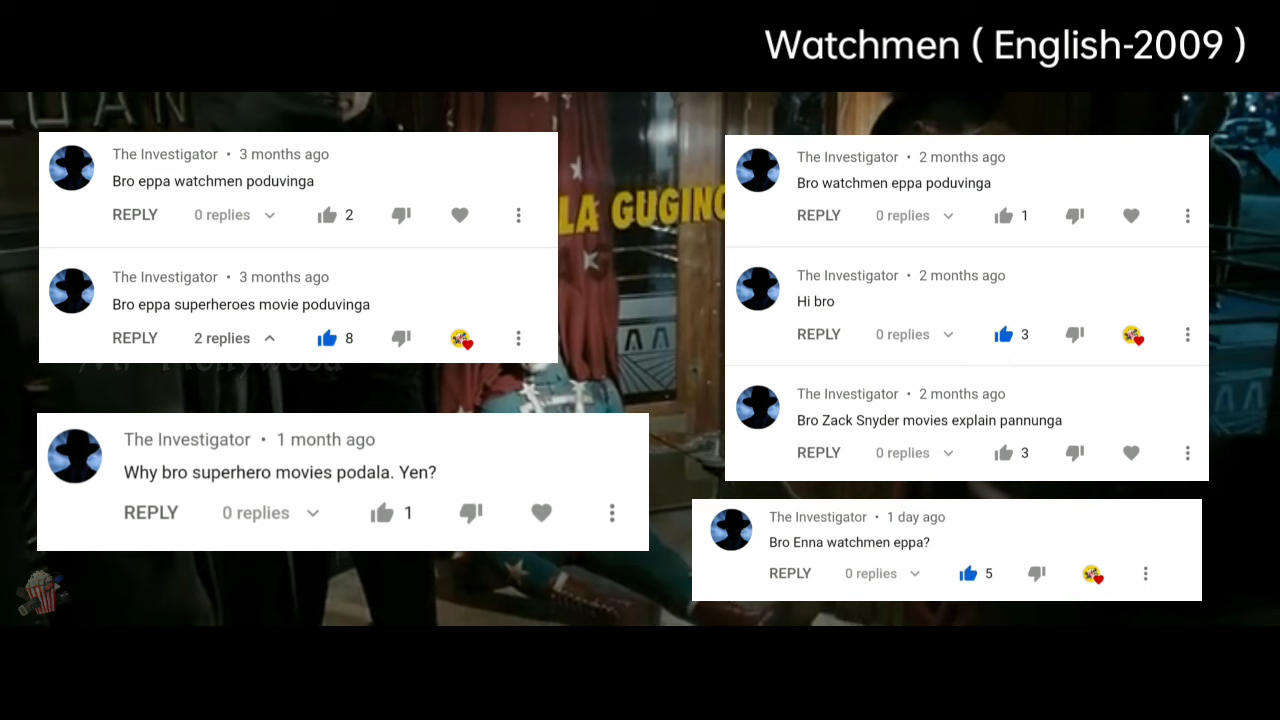 Watchmen ( English-2009 )
LA GUGINO
The Investigator • 3 months ago
Bro eppa watchmen poduvinga
REPLY 0 replies 2
The Investigator • 3 months ago
Bro eppa superheroes movie poduvinga
REPLY 2 replies 8
Mr Hollywood
The Investigator • 1 month ago
Why bro superhero movies podala. Yen?
REPLY 0 replies 1
The Investigator • 2 months ago
Bro watchmen eppa poduvinga
REPLY 0 replies 1
The Investigator • 2 months ago
Hi bro
REPLY 0 replies 3
The Investigator • 2 months ago
Bro Zack Snyder movies explain pannunga
REPLY 0 replies 3
The Investigator • 1 day ago
Bro Enna watchmen eppa?
REPLY 0 replies 5